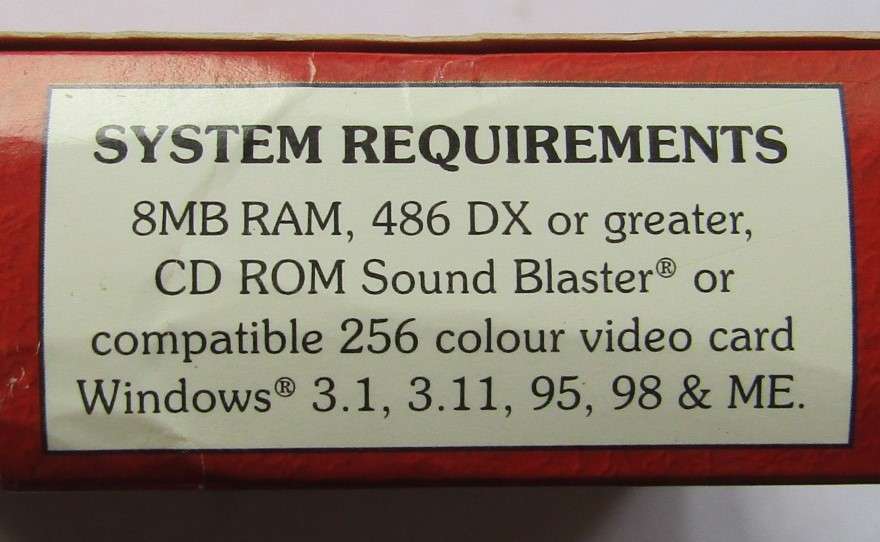 SYSTEM REQUIREMENTS
8MB RAM, 486 DX or greater,
CD ROM Sound Blaster® or
compatible 256 colour video card
Windows® 3.1, 3.11, 95, 98 & ME.